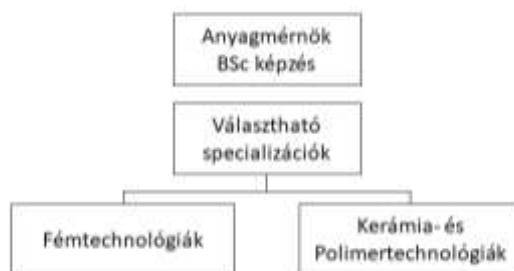 Anyagmérnök
BSc képzés
Választható
specializációk
Fémtechnológiák
Kerámia- és
Polimertechnológiák